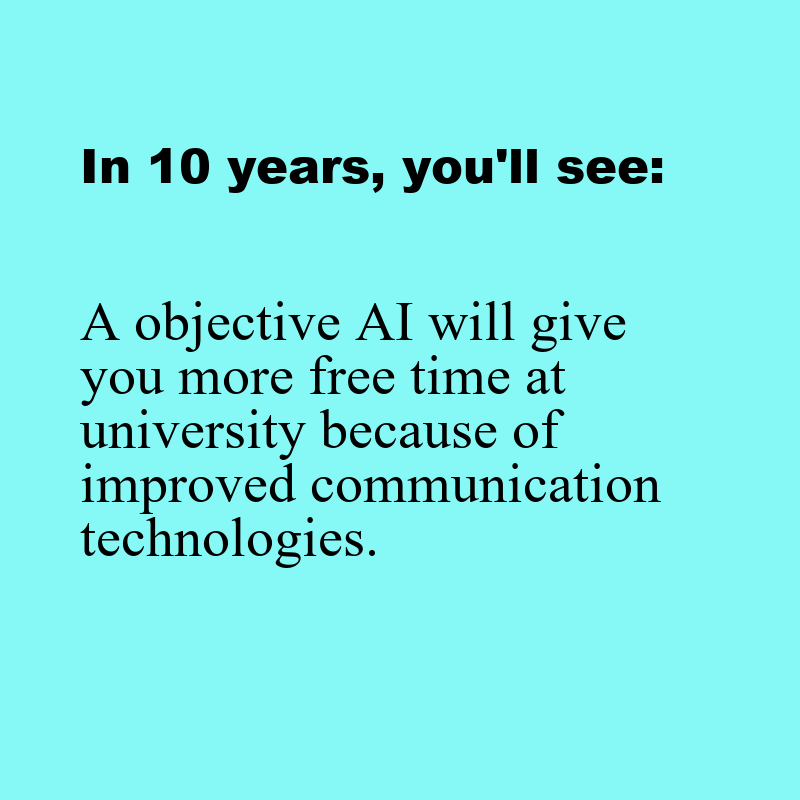 In 10 years, you'll see:
A objective AI will give
you more free time at
university because of
improved communication
technologies.